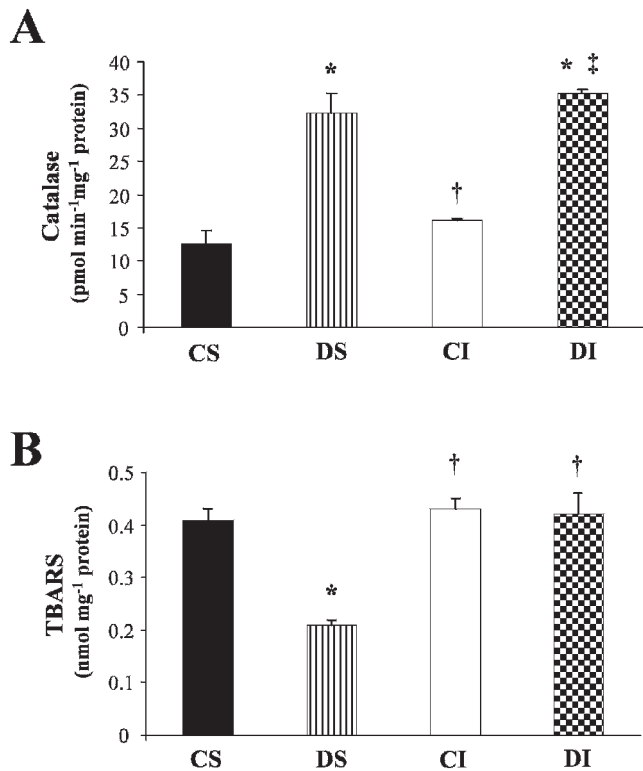 A
Catalase
(pmol min⁻¹mg⁻¹ protein)
40
35
30
25
20
15
10
5
0
*
†
* ‡
CS DS CI DI
B
TBARS
(nmol mg⁻¹ protein)
0.5
0.4
0.3
0.2
0.1
0
*
†
†
CS DS CI DI